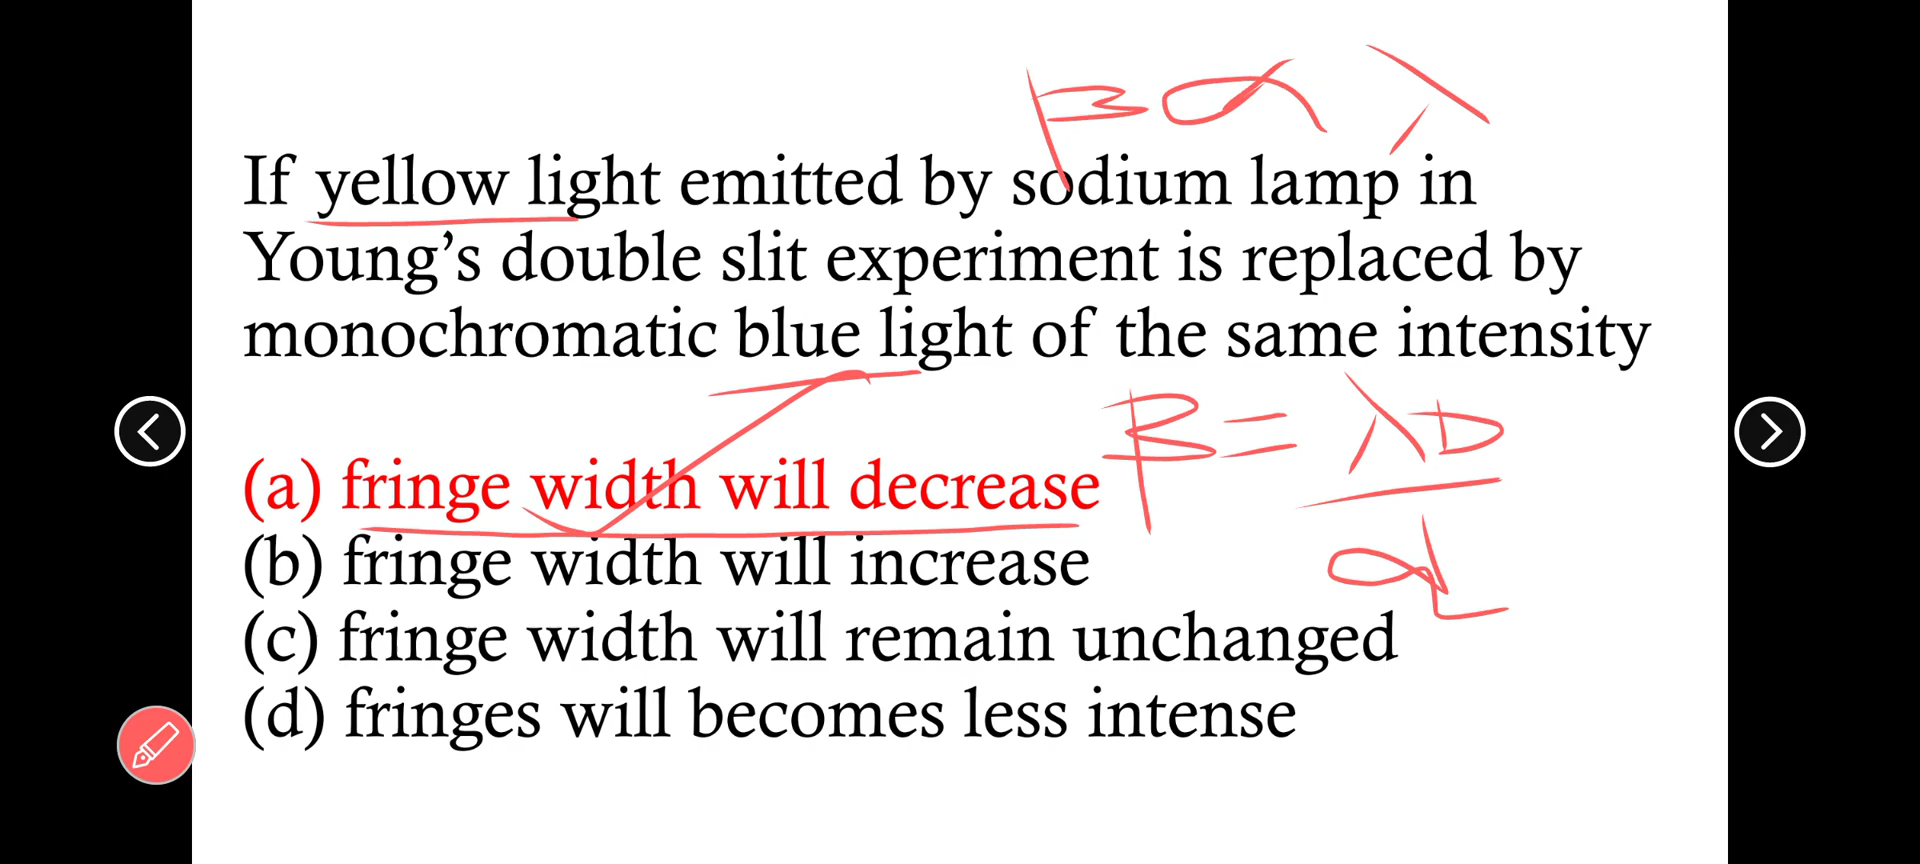 β α λ
If yellow light emitted by sodium lamp in
Young’s double slit experiment is replaced by
monochromatic blue light of the same intensity
β = λD
d
(a) fringe width will decrease
(b) fringe width will increase
(c) fringe width will remain unchanged
(d) fringes will becomes less intense